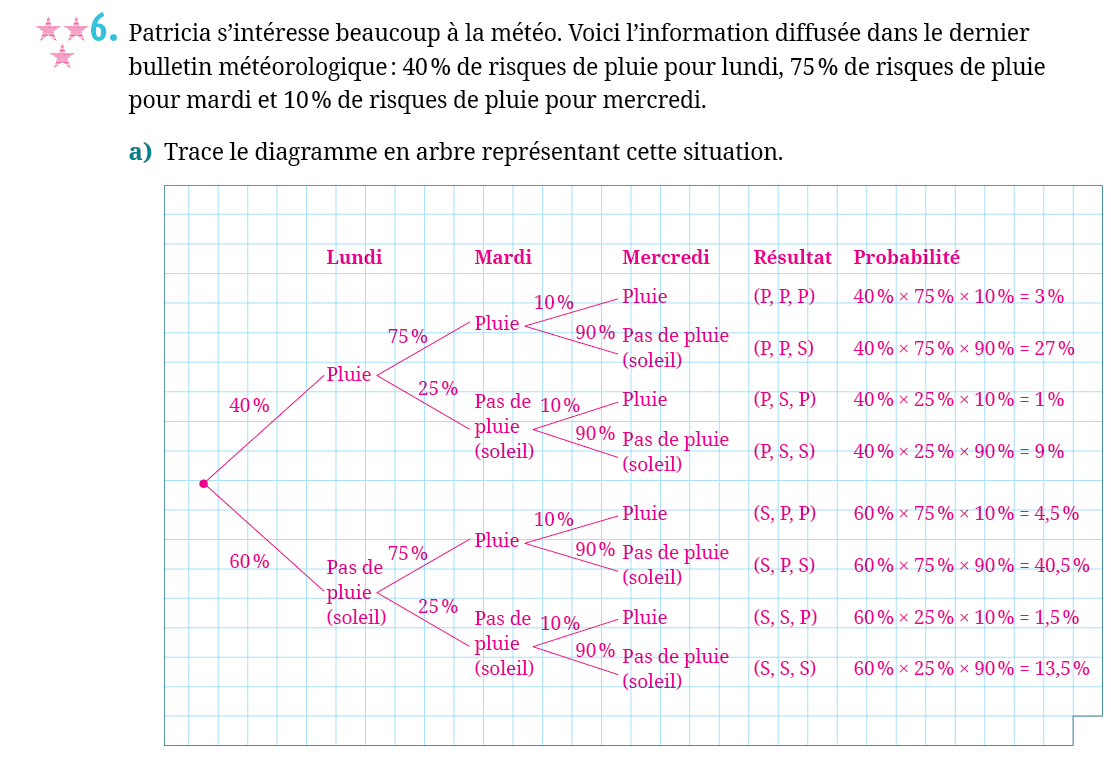 6. Patricia s’intéresse beaucoup à la météo. Voici l’information diffusée dans le dernier
bulletin météorologique : 40 % de risques de pluie pour lundi, 75 % de risques de pluie
pour mardi et 10 % de risques de pluie pour mercredi.
a) Trace le diagramme en arbre représentant cette situation.
Lundi Mardi Mercredi Résultat Probabilité
10 % Pluie (P, P, P) 40 % × 75 % × 10 % = 3 %
75 % Pluie
90 % Pas de pluie
(soleil) (P, P, S) 40 % × 75 % × 90 % = 27 %
40 % Pluie
25 % Pas de
pluie
(soleil)
10 % Pluie (P, S, P) 40 % × 25 % × 10 % = 1 %
90 % Pas de pluie
(soleil) (P, S, S) 40 % × 25 % × 90 % = 9 %
60 % Pas de
pluie
(soleil)
75 % Pluie
10 % Pluie (S, P, P) 60 % × 75 % × 10 % = 4,5 %
90 % Pas de pluie
(soleil) (S, P, S) 60 % × 75 % × 90 % = 40,5 %
25 % Pas de
pluie
(soleil)
10 % Pluie (S, S, P) 60 % × 25 % × 10 % = 1,5 %
90 % Pas de pluie
(soleil) (S, S, S) 60 % × 25 % × 90 % = 13,5 %